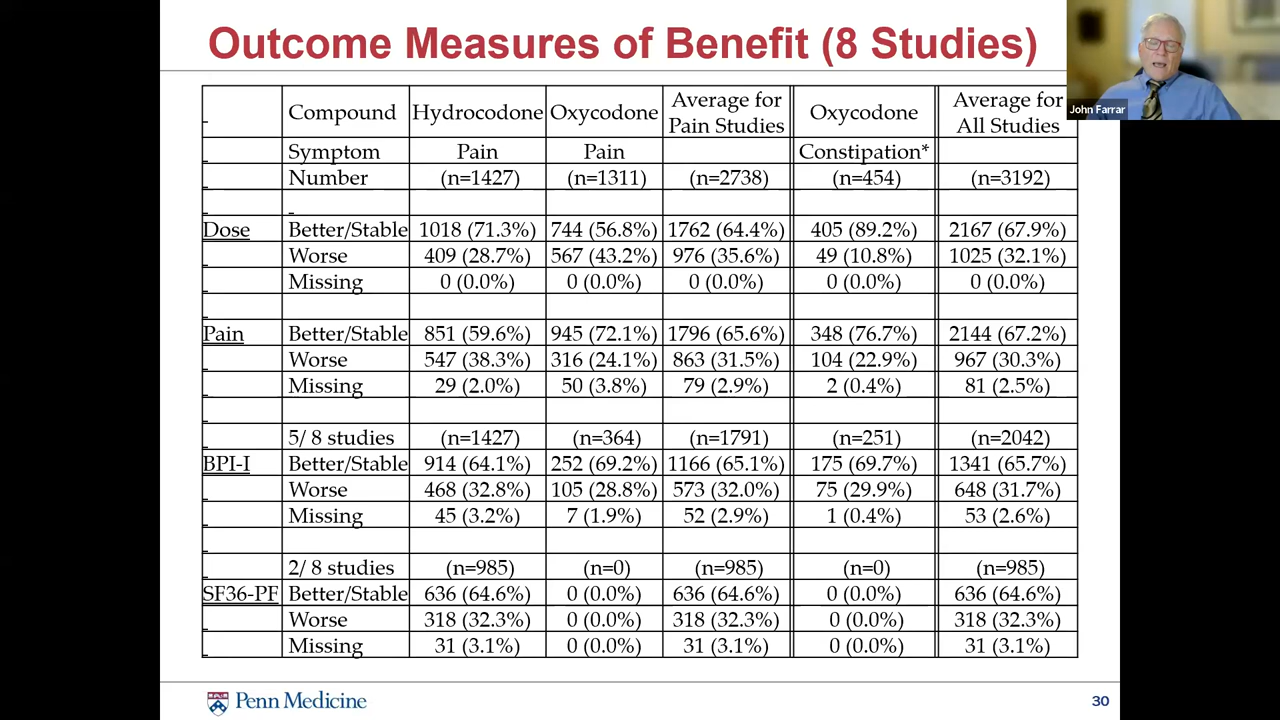 Outcome Measures of Benefit (8 Studies)
John Farrar
Compound Hydrocodone Oxycodone Average for Pain Studies Oxycodone Average for All Studies
Symptom Pain Pain Constipation*
Number (n=1427) (n=1311) (n=2738) (n=454) (n=3192)
Dose Better/Stable 1018 (71.3%) 744 (56.8%) 1762 (64.4%) 405 (89.2%) 2167 (67.9%)
Worse 409 (28.7%) 567 (43.2%) 976 (35.6%) 49 (10.8%) 1025 (32.1%)
Missing 0 (0.0%) 0 (0.0%) 0 (0.0%) 0 (0.0%) 0 (0.0%)
Pain Better/Stable 851 (59.6%) 945 (72.1%) 1796 (65.6%) 348 (76.7%) 2144 (67.2%)
Worse 547 (38.3%) 316 (24.1%) 863 (31.5%) 104 (22.9%) 967 (30.3%)
Missing 29 (2.0%) 50 (3.8%) 79 (2.9%) 2 (0.4%) 81 (2.5%)
5/ 8 studies (n=1427) (n=364) (n=1791) (n=251) (n=2042)
BPI-I Better/Stable 914 (64.1%) 252 (69.2%) 1166 (65.1%) 175 (69.7%) 1341 (65.7%)
Worse 468 (32.8%) 105 (28.8%) 573 (32.0%) 75 (29.9%) 648 (31.7%)
Missing 45 (3.2%) 7 (1.9%) 52 (2.9%) 1 (0.4%) 53 (2.6%)
2/ 8 studies (n=985) (n=0) (n=985) (n=0) (n=985)
SF36-PF Better/Stable 636 (64.6%) 0 (0.0%) 636 (64.6%) 0 (0.0%) 636 (64.6%)
Worse 318 (32.3%) 0 (0.0%) 318 (32.3%) 0 (0.0%) 318 (32.3%)
Missing 31 (3.1%) 0 (0.0%) 31 (3.1%) 0 (0.0%) 31 (3.1%)
Penn Medicine
30